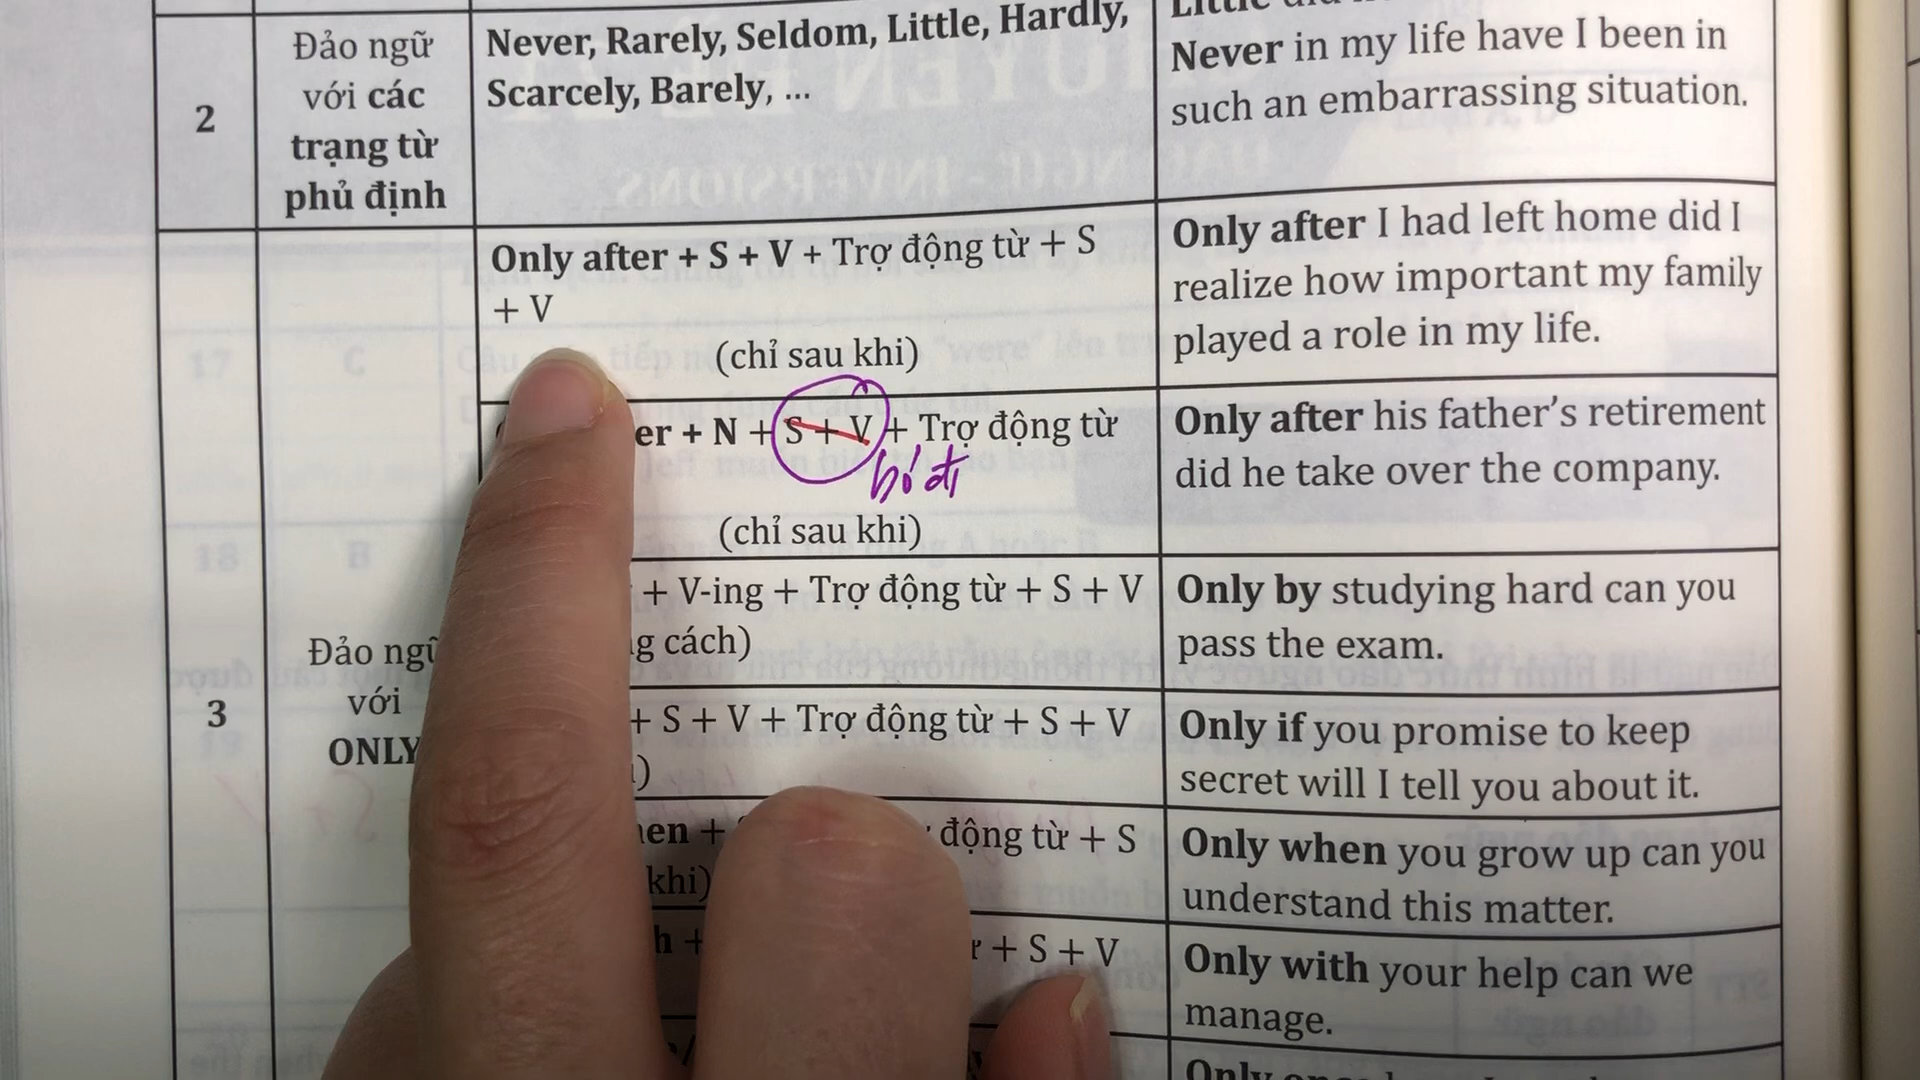 2
Đảo ngữ
với các
trạng từ
phủ định
Never, Rarely, Seldom, Little, Hardly,
Scarcely, Barely, ...
Never in my life have I been in
such an embarrassing situation.
3
Đảo
với
ONLY
Only after + S + V + Trợ động từ + S
+ V
(chỉ sau khi)
Only after I had left home did I
realize how important my family
played a role in my life.
+ N + S + V + Trợ động từ
bỏ đi
(chỉ sau khi)
Only after his father's retirement
did he take over the company.
+ V-ing + Trợ động từ + S + V
cách)
Only by studying hard can you
pass the exam.
+ S + V + Trợ động từ + S + V
Only if you promise to keep
secret will I tell you about it.
+ động từ + S
khi)
Only when you grow up can you
understand this matter.
+ S + V
Only with your help can we
manage.